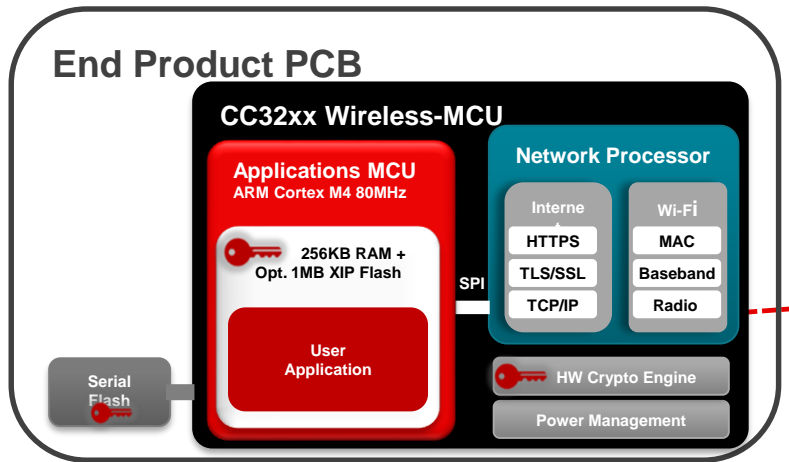 End Product PCB
CC32xx Wireless-MCU
Applications MCU
ARM Cortex M4 80MHz
256KB RAM +
Opt. 1MB XIP Flash
User
Application
SPI
Network Processor
Interne
HTTPS
TLS/SSL
TCP/IP
Wi-Fi
MAC
Baseband
Radio
HW Crypto Engine
Power Management
Serial
Flash